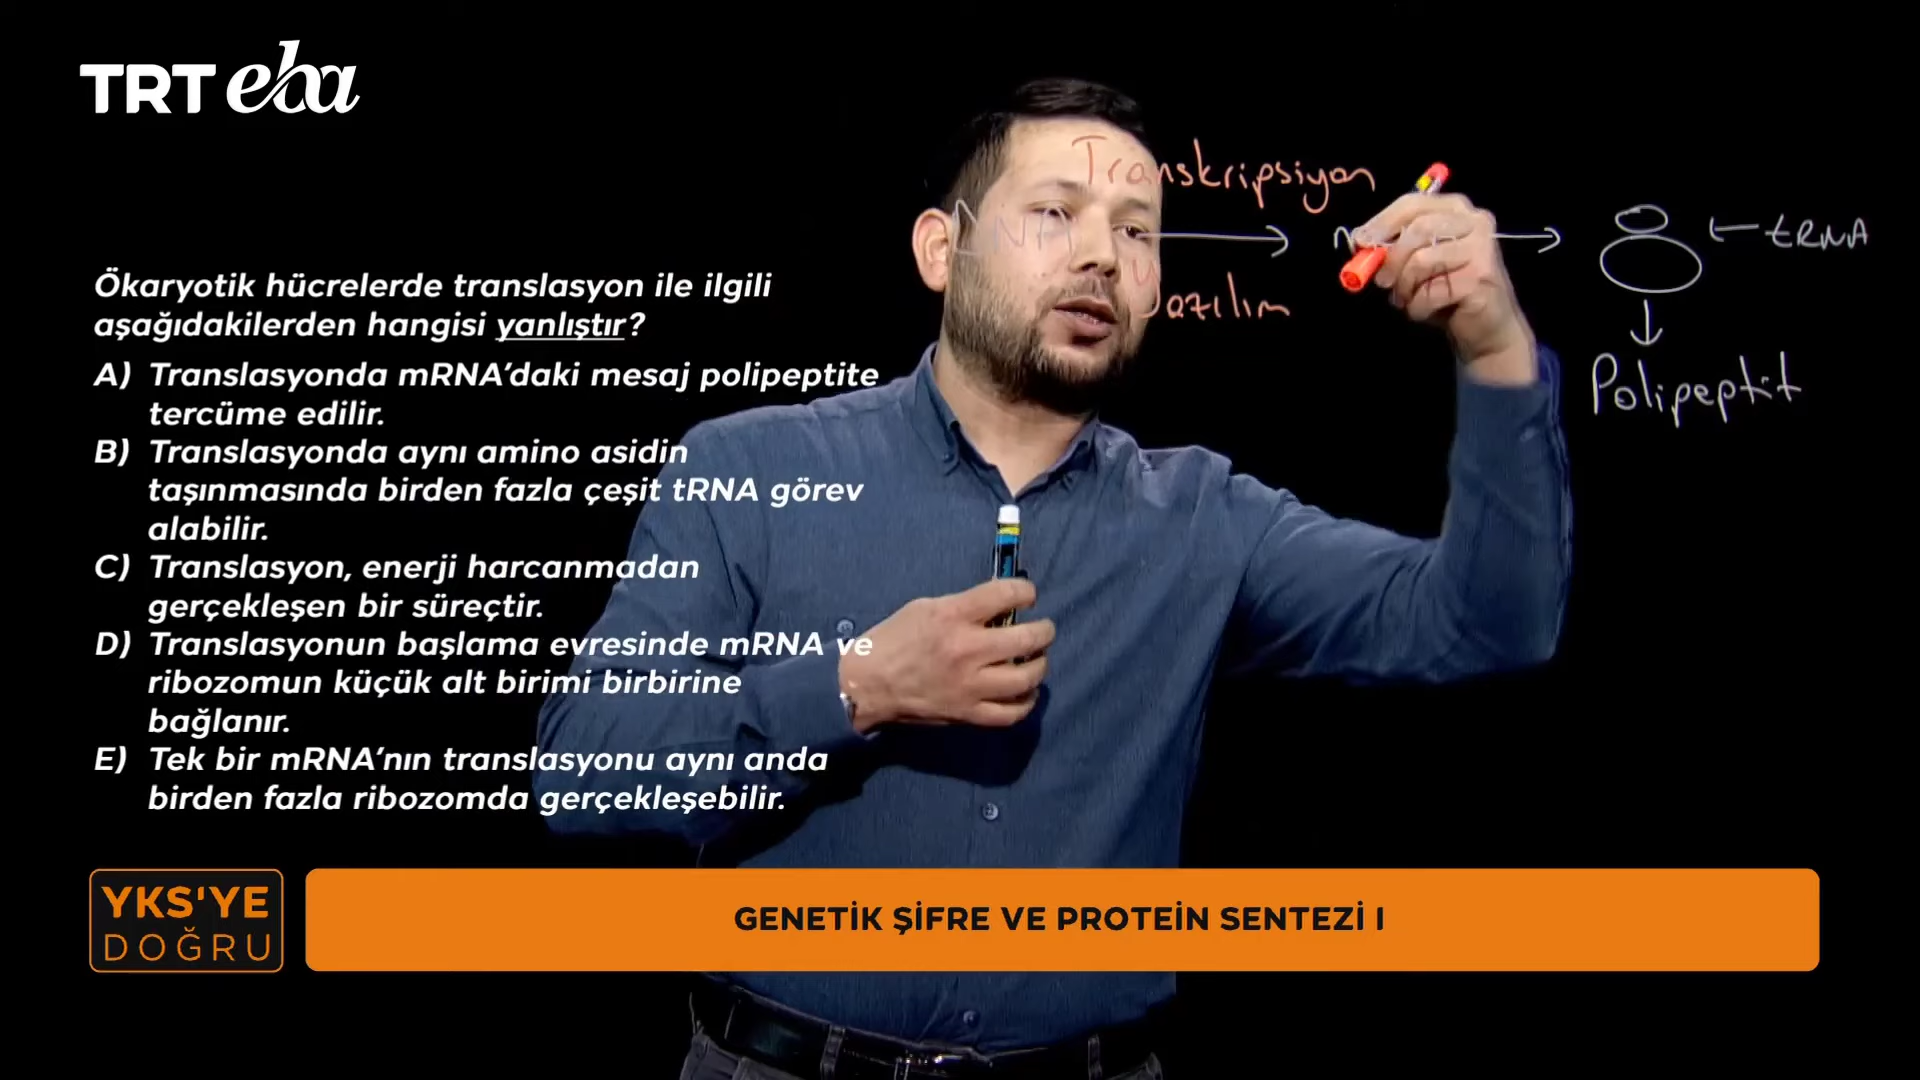 TRT eba
Transkripsiyon
DNA
tRNA
Yazılım
Polipeptit
Ökaryotik hücrelerde translasyon ile ilgili
aşağıdakilerden hangisi yanlıştır?
A) Translasyonda mRNA'daki mesaj polipeptite
tercüme edilir.
B) Translasyonda aynı amino asidin
taşınmasında birden fazla çeşit tRNA görev
alabilir.
C) Translasyon, enerji harcanmadan
gerçekleşen bir süreçtir.
D) Translasyonun başlama evresinde mRNA ve
ribozomun küçük alt birimi birbirine
bağlanır.
E) Tek bir mRNA'nın translasyonu aynı anda
birden fazla ribozomda gerçekleşebilir.
YKS'YE
DOĞRU
GENETİK ŞİFRE VE PROTEİN SENTEZİ I